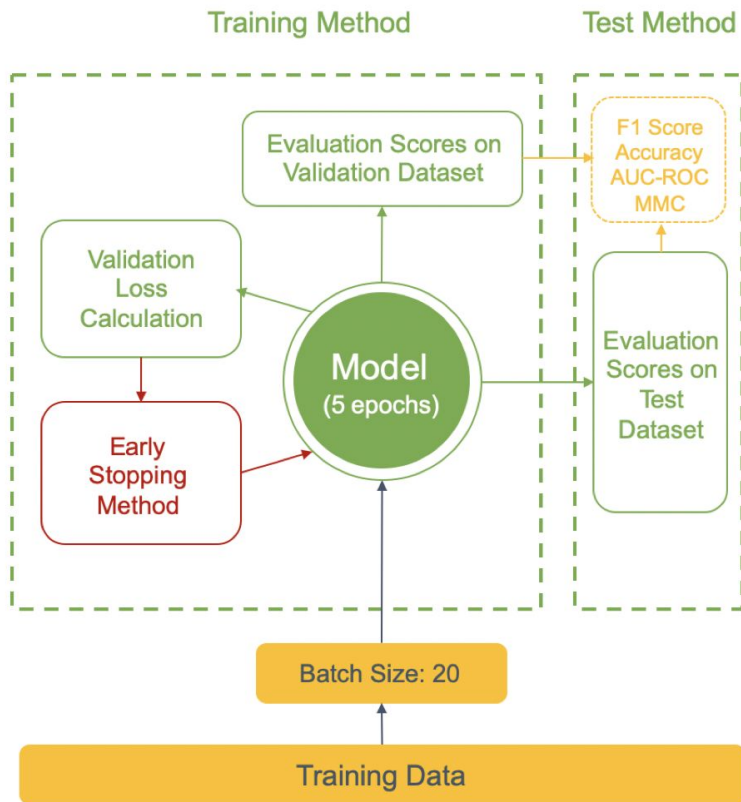 Training Method
Test Method
Evaluation Scores on
Validation Dataset
F1 Score
Accuracy
AUC-ROC
MMC
Validation
Loss
Calculation
Model
(5 epochs)
Evaluation
Scores on
Test
Dataset
Early
Stopping
Method
Batch Size: 20
Training Data